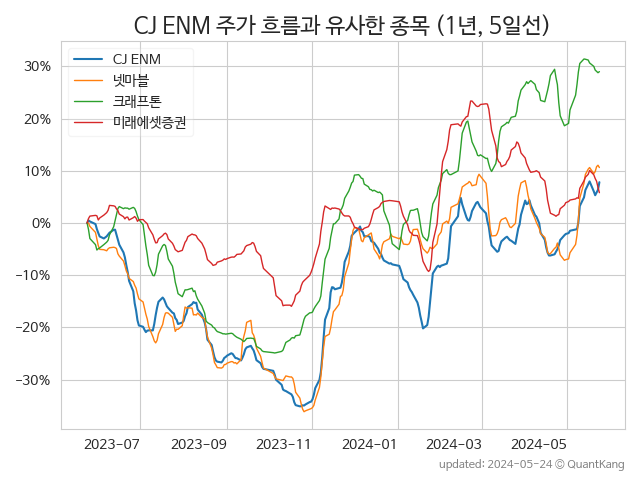 CJ ENM 주가 흐름과 유사한 종목 (1년, 5일선)
CJ ENM
넷마블
크래프톤
미래에셋증권
30%
20%
10%
0%
−10%
−20%
−30%
2023-07
2023-09
2023-11
2024-01
2024-03
2024-05
updated: 2024-05-24 ⓒ QuantKang